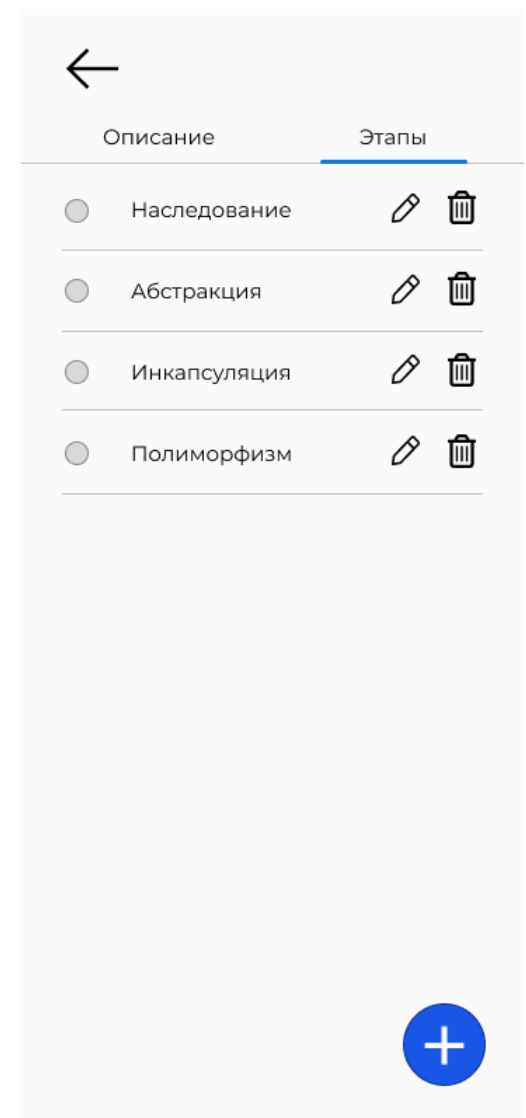 Описание Этапы
Наследование
Абстракция
Инкапсуляция
Полиморфизм